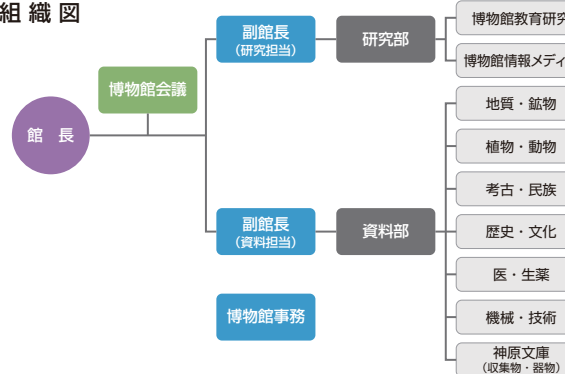 組織図
副館長
（研究担当）
研究部
博物館教育研究
博物館情報メディ
博物館会議
館　長
地質・鉱物
植物・動物
考古・民族
副館長
（資料担当）
資料部
歴史・文化
医・生薬
博物館事務
機械・技術
神原文庫
（収集物・器物）